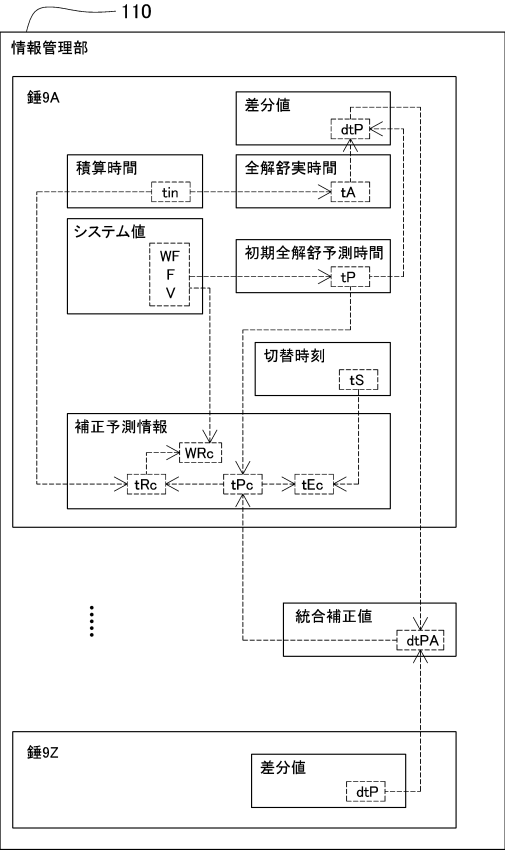 110
情報管理部
錘9A
差分値
dtP
積算時間
tin
全解舒実時間
tA
システム値
WF
F
V
初期全解舒予測時間
tP
切替時刻
tS
補正予測情報
WRc
tRc
tPc
tEc
統合補正値
dtPA
錘9Z
差分値
dtP